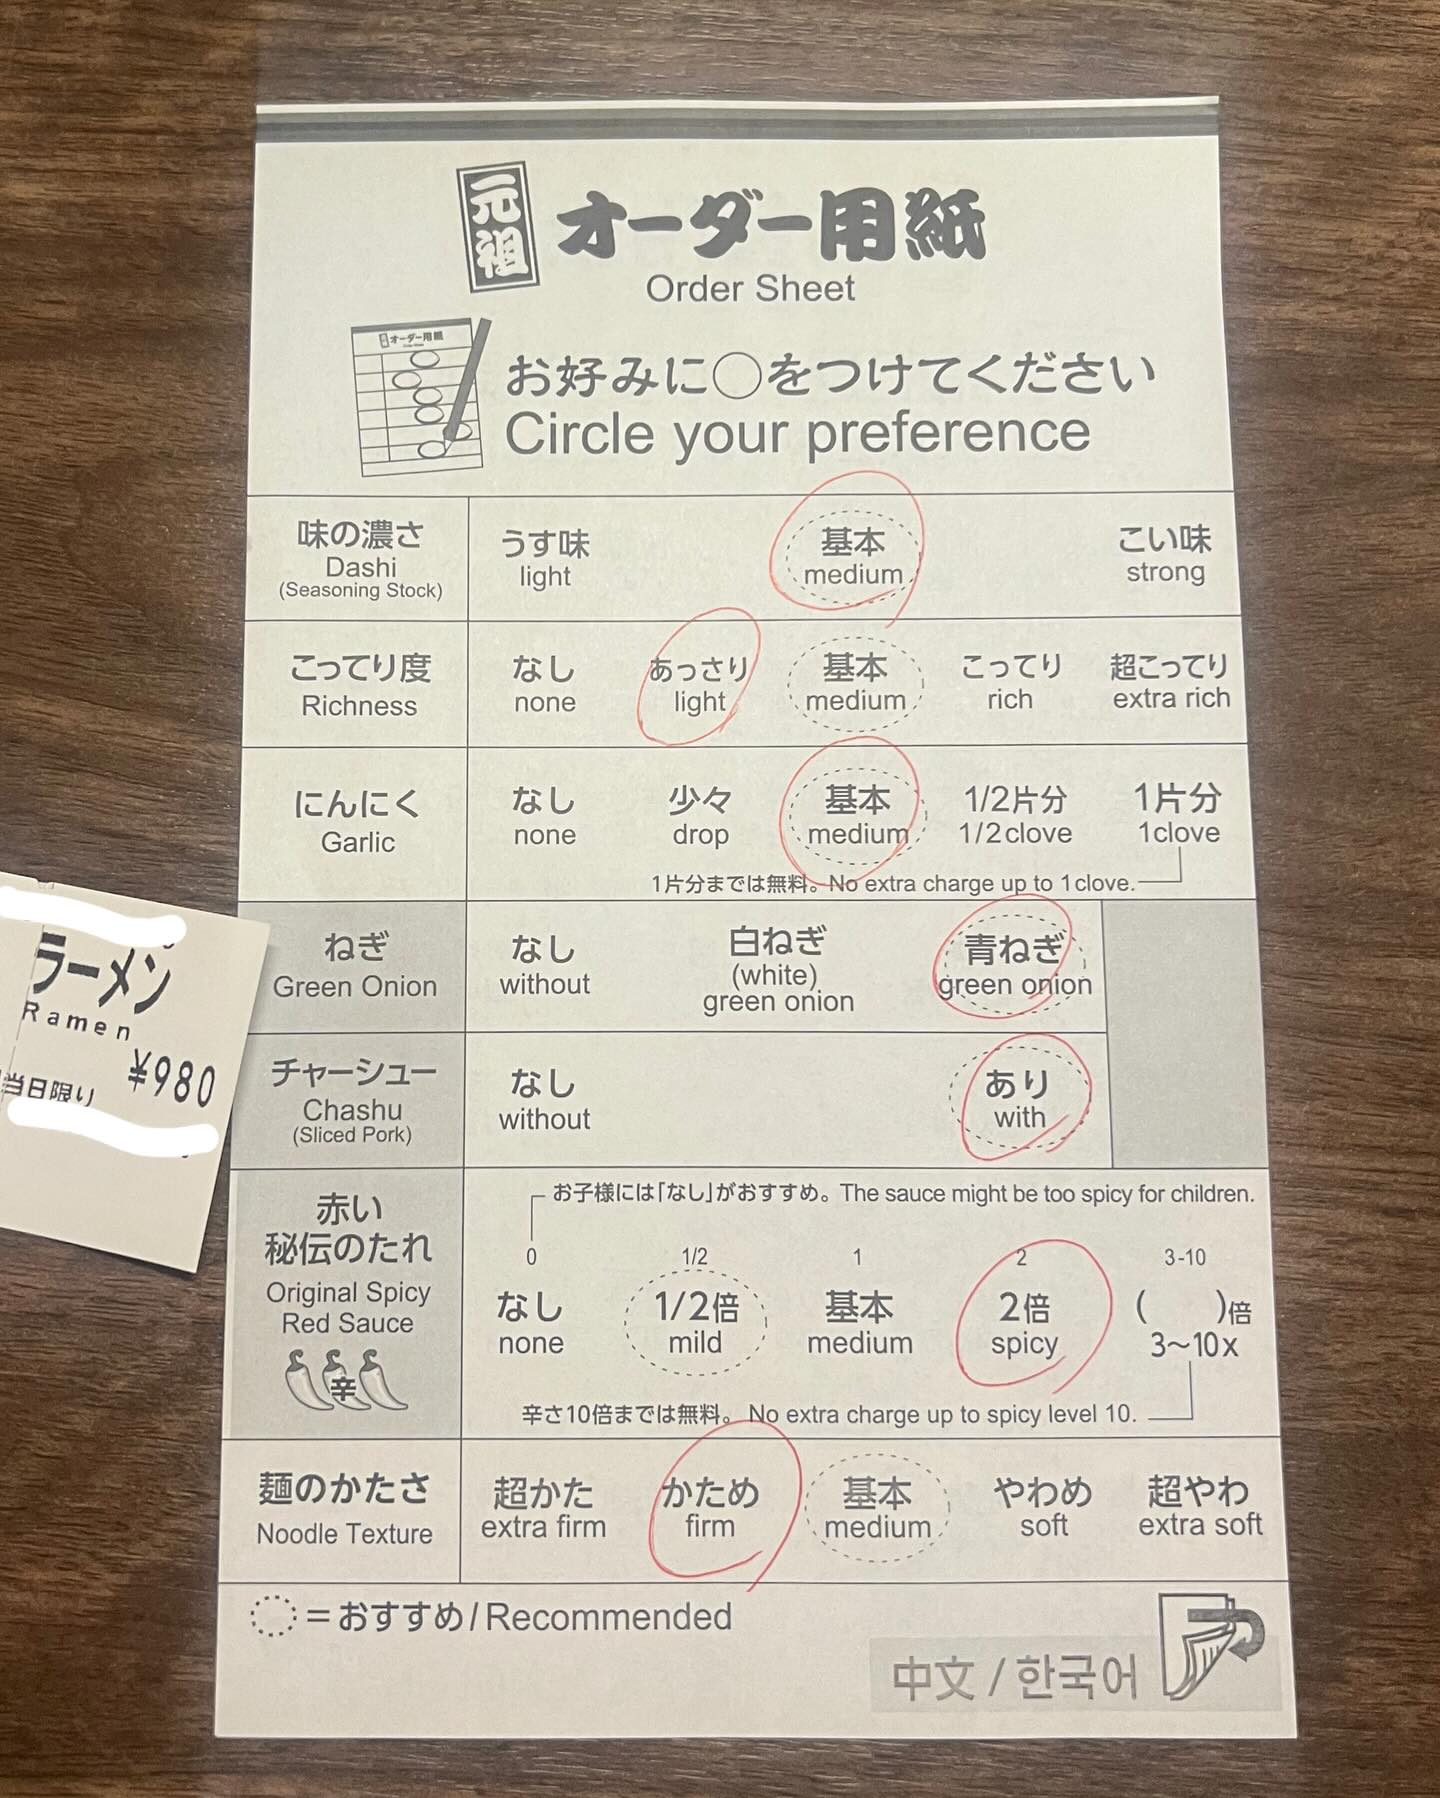 元祖 オーダー用紙
Order Sheet
オーダー用紙
お好みに○をつけてください
Circle your preference
味の濃さ
Dashi
(Seasoning Stock)
うす味
light
基本
medium
こい味
strong
こってり度
Richness
なし
none
あっさり
light
基本
medium
こってり
rich
超こってり
extra rich
にんにく
Garlic
なし
none
少々
drop
基本
medium
1/2片分
1/2clove
1片分
1clove
1片分までは無料。No extra charge up to 1clove.
ねぎ
Green Onion
なし
without
白ねぎ
(white)
green onion
青ねぎ
green onion
チャーシュー
Chashu
(Sliced Pork)
なし
without
あり
with
赤い
秘伝のたれ
Original Spicy
Red Sauce
辛
お子様には「なし」がおすすめ。The sauce might be too spicy for children.
0
なし
none
1/2
1/2倍
mild
1
基本
medium
2
2倍
spicy
3-10
( )倍
3～10x
辛さ10倍までは無料。No extra charge up to spicy level 10.
麺のかたさ
Noodle Texture
超かた
extra firm
かため
firm
基本
medium
やわめ
soft
超やわ
extra soft
=おすすめ/Recommended
中文 / 한국어
ラーメン
Ramen
¥980
当日限り